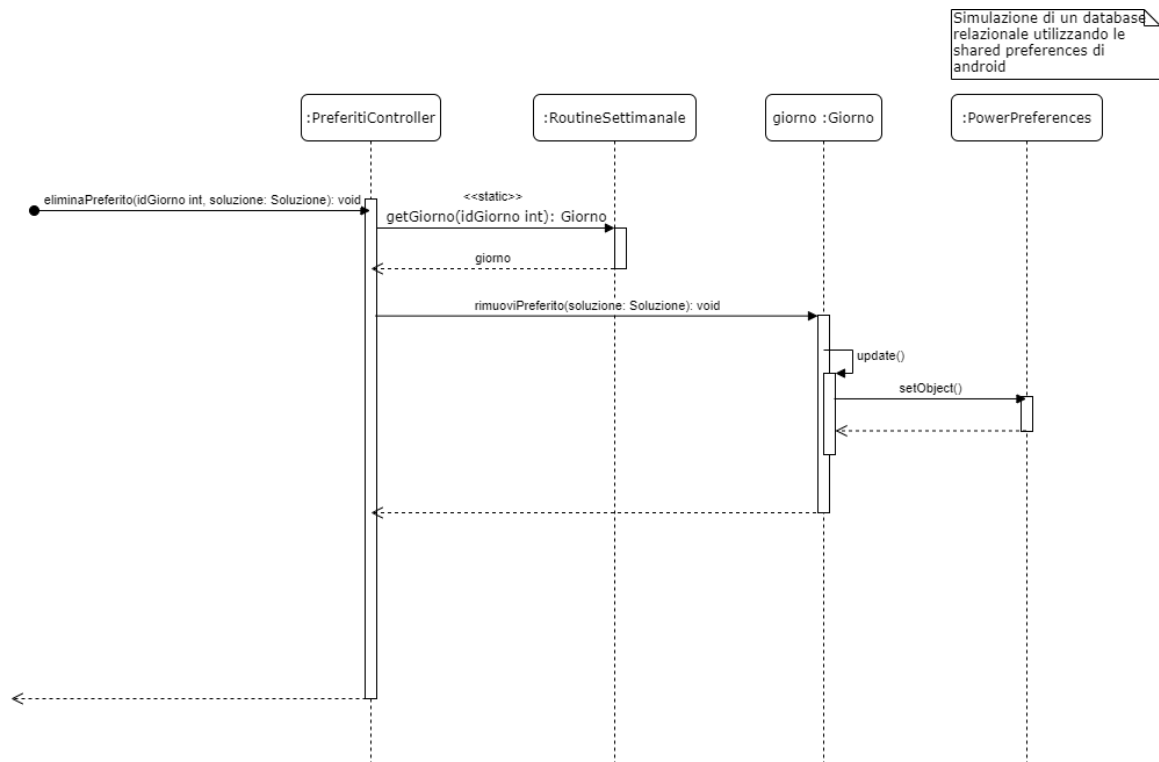 Simulazione di un database
relazionale utilizzando le
shared preferences di
android
:PreferitiController
:RoutineSettimanale
giorno :Giorno
:PowerPreferences
eliminaPreferito(idGiorno int, soluzione: Soluzione): void
<<static>>
getGiorno(idGiorno int): Giorno
giorno
rimuoviPreferito(soluzione: Soluzione): void
update()
setObject()